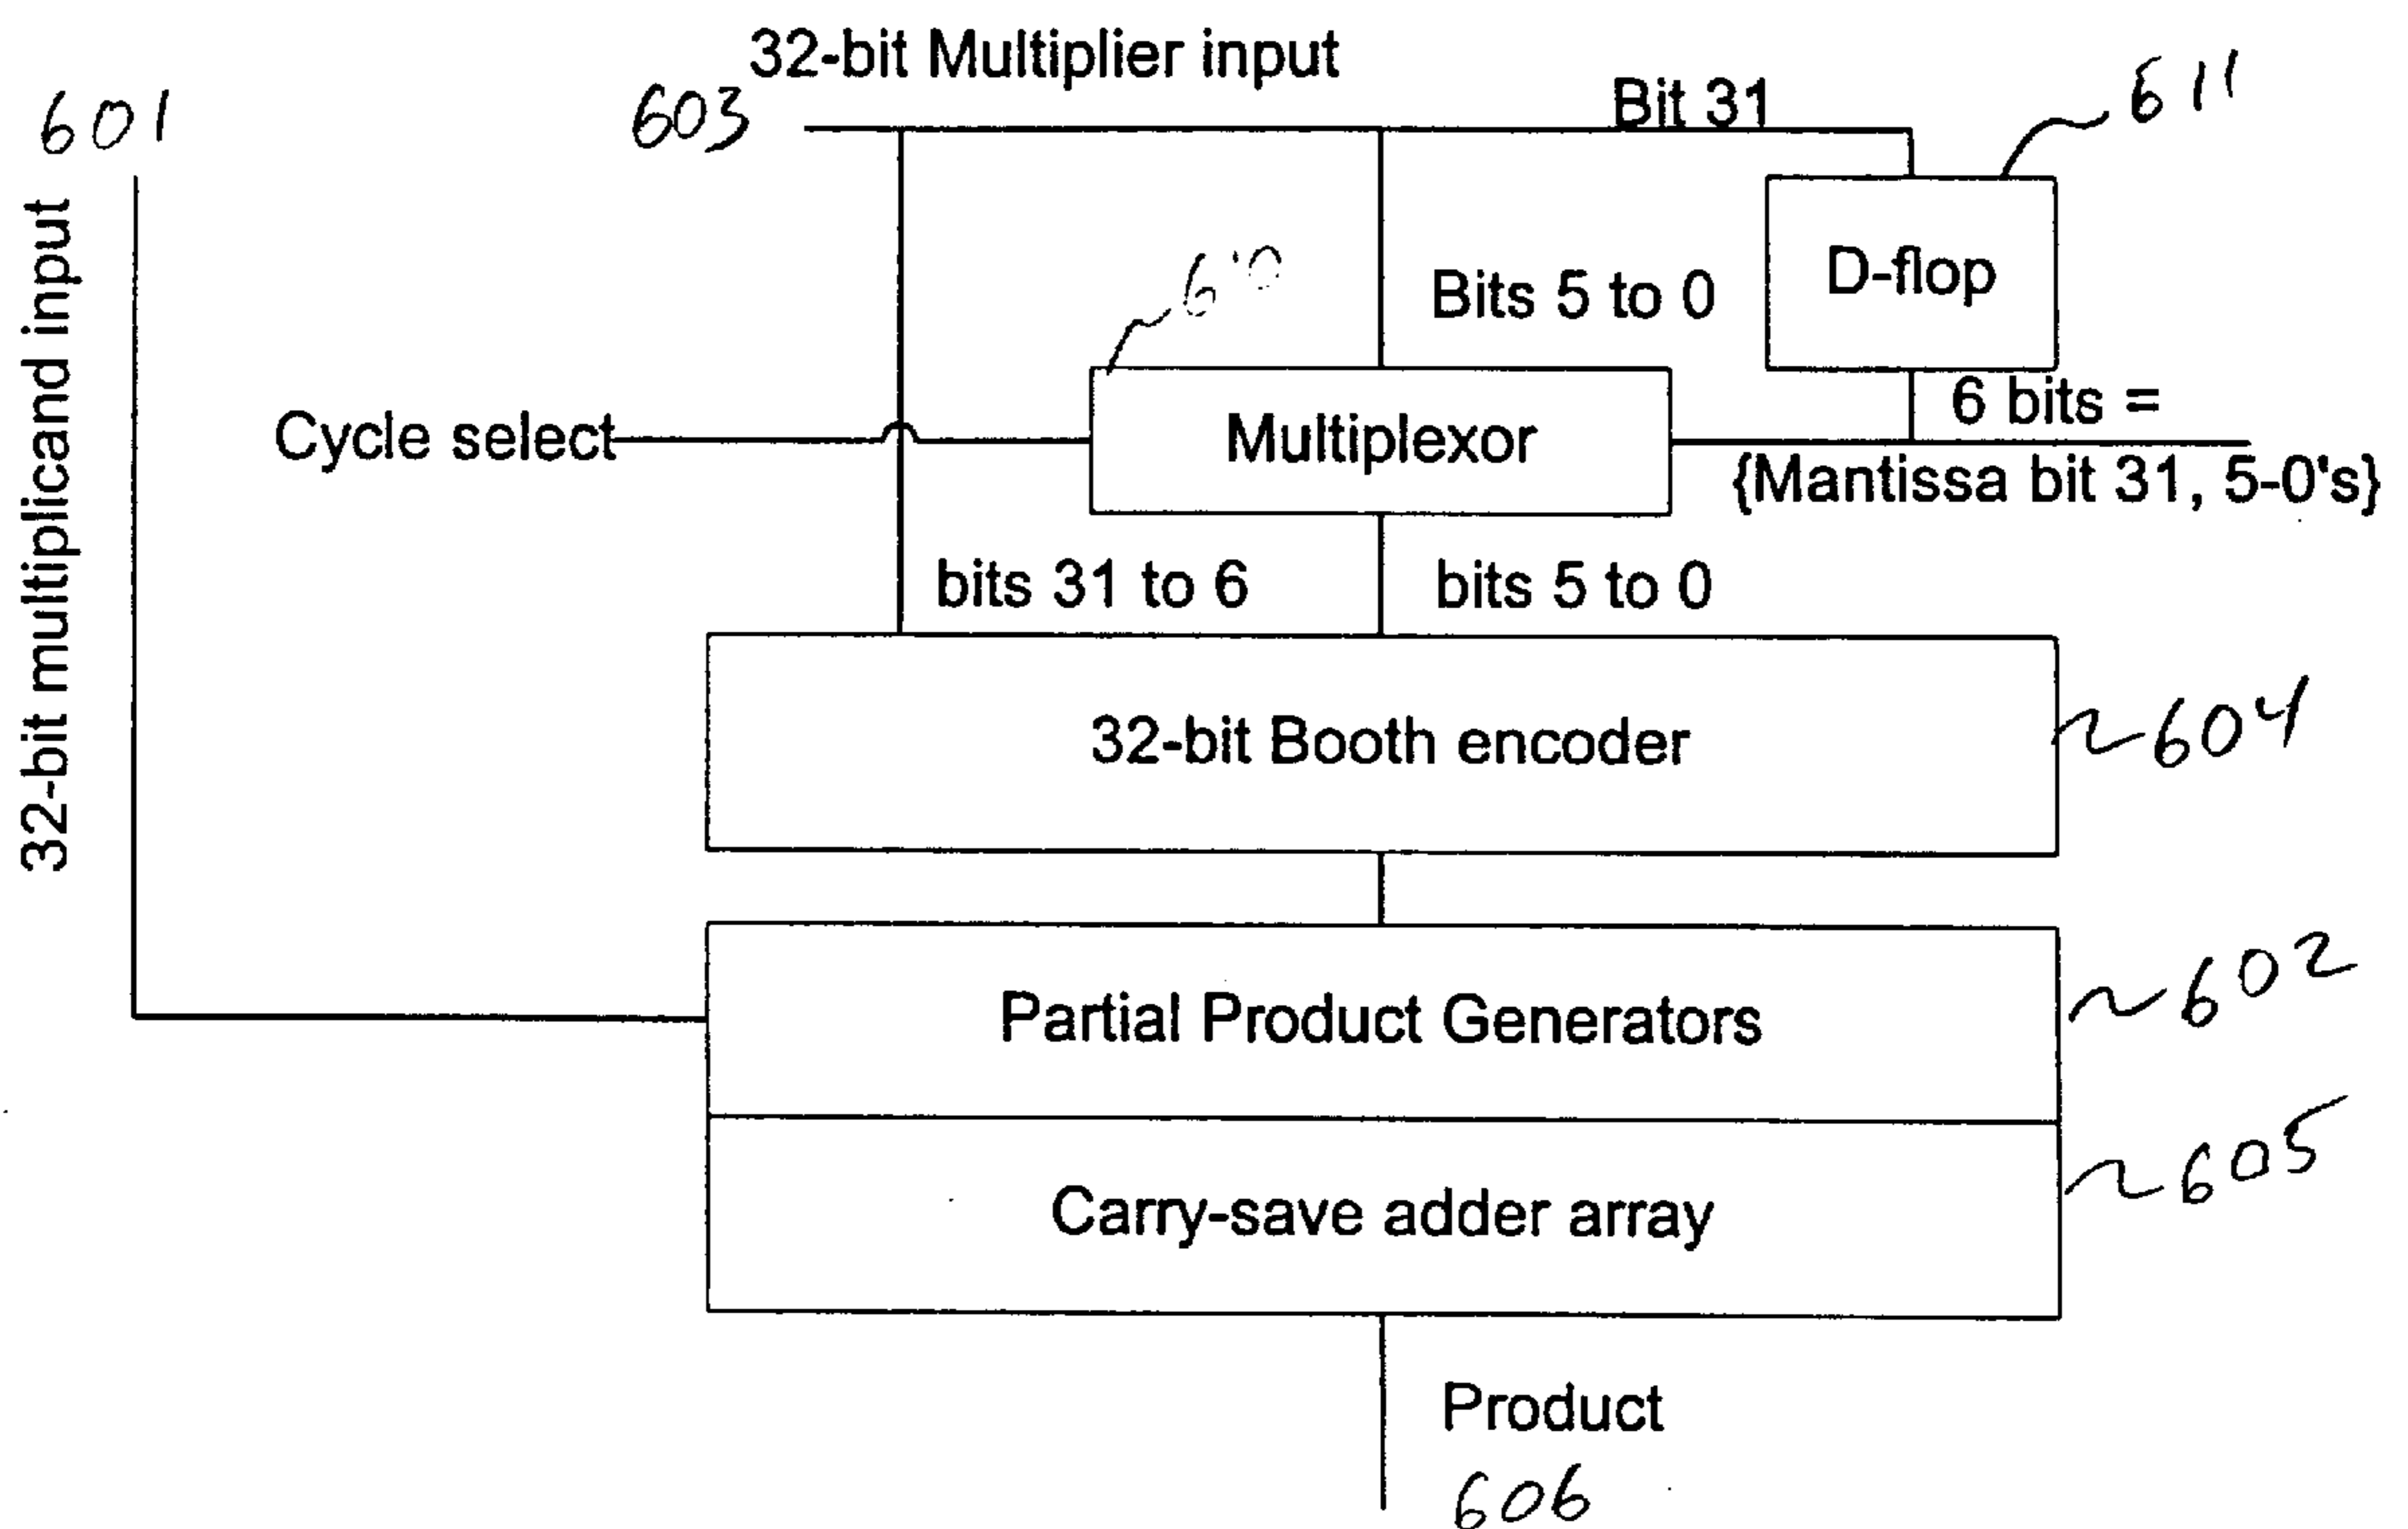 32-bit Multiplier input
601
603
Bit 31
611
32-bit multiplicand input
D-flop
610
Bits 5 to 0
6 bits =
Cycle select
Multiplexor
{Mantissa bit 31, 5-0's}
bits 31 to 6
bits 5 to 0
32-bit Booth encoder
604
Partial Product Generators
602
Carry-save adder array
605
Product
606